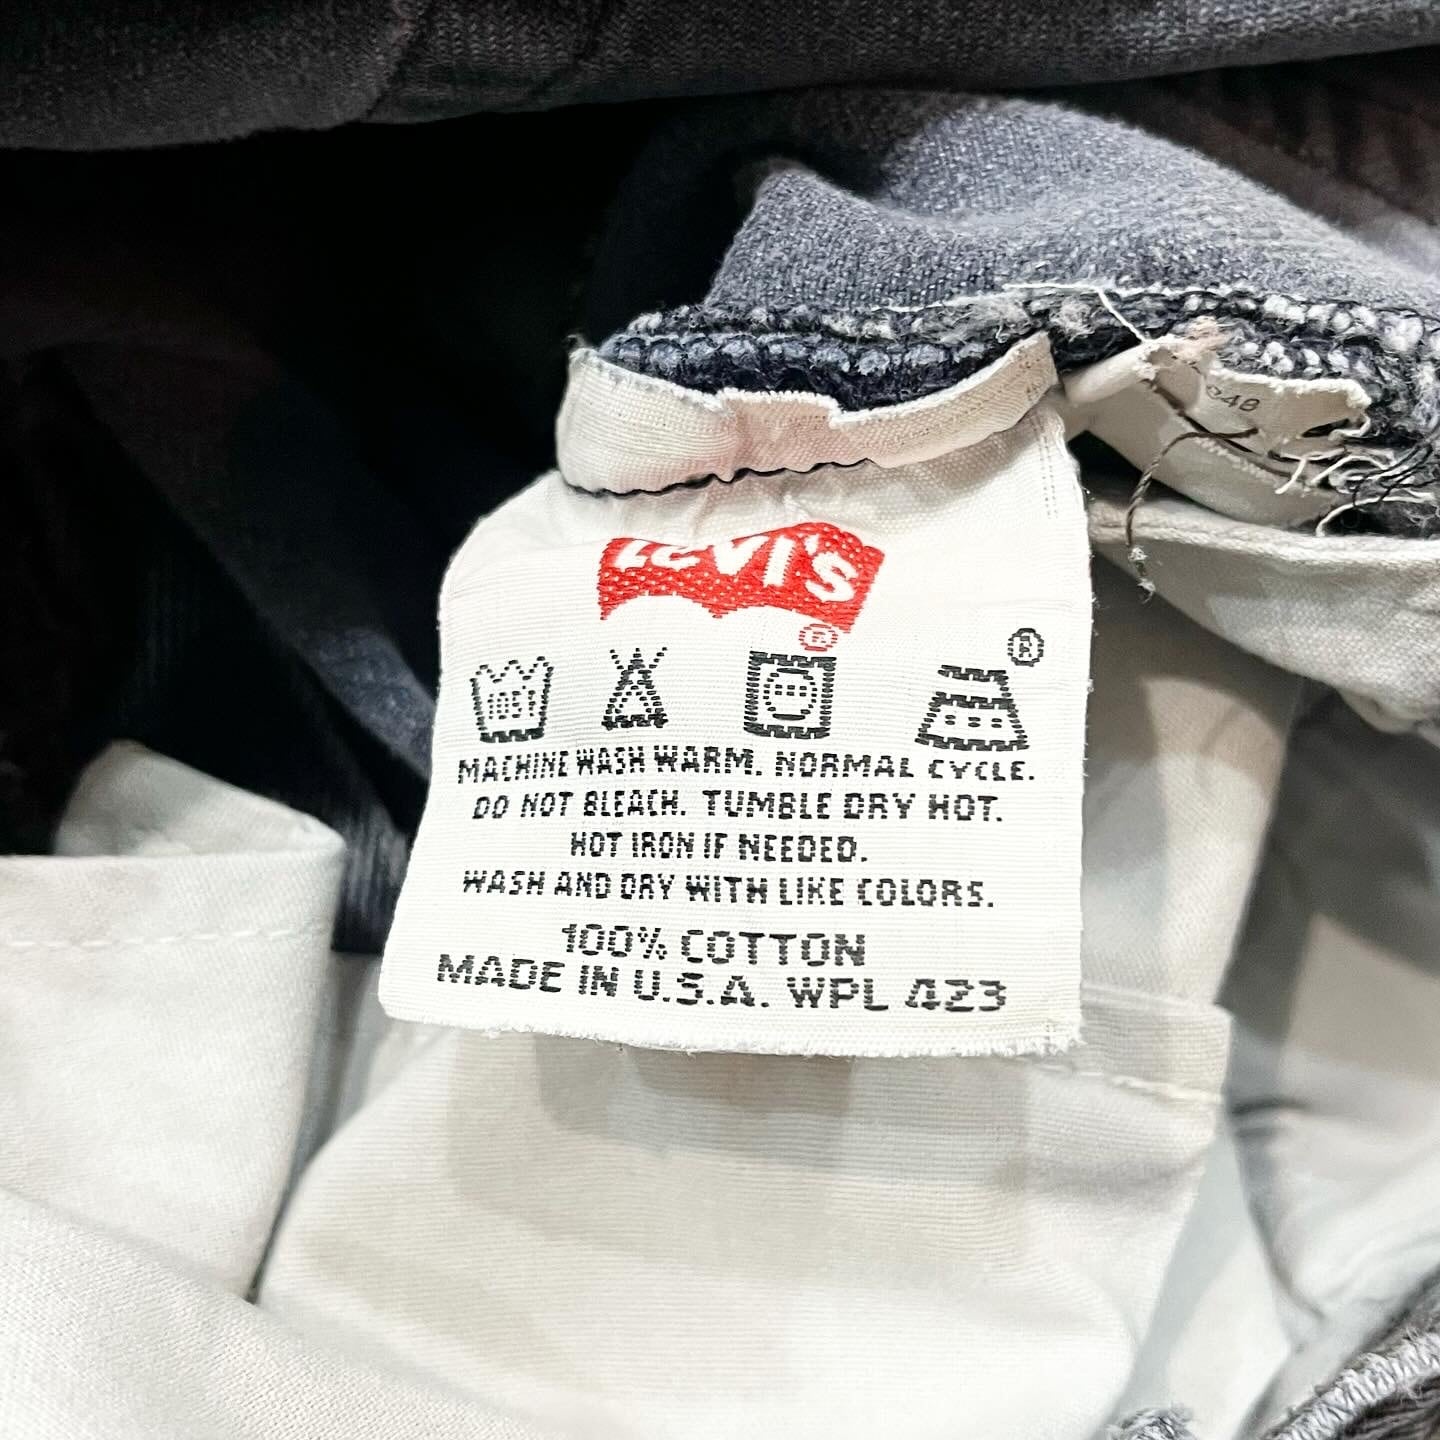 Levi's
®
®
105F
MACHINE WASH WARM. NORMAL CYCLE.
DO NOT BLEACH. TUMBLE DRY HOT.
HOT IRON IF NEEDED.
WASH AND DRY WITH LIKE COLORS.
100% COTTON
MADE IN U.S.A. WPL 423